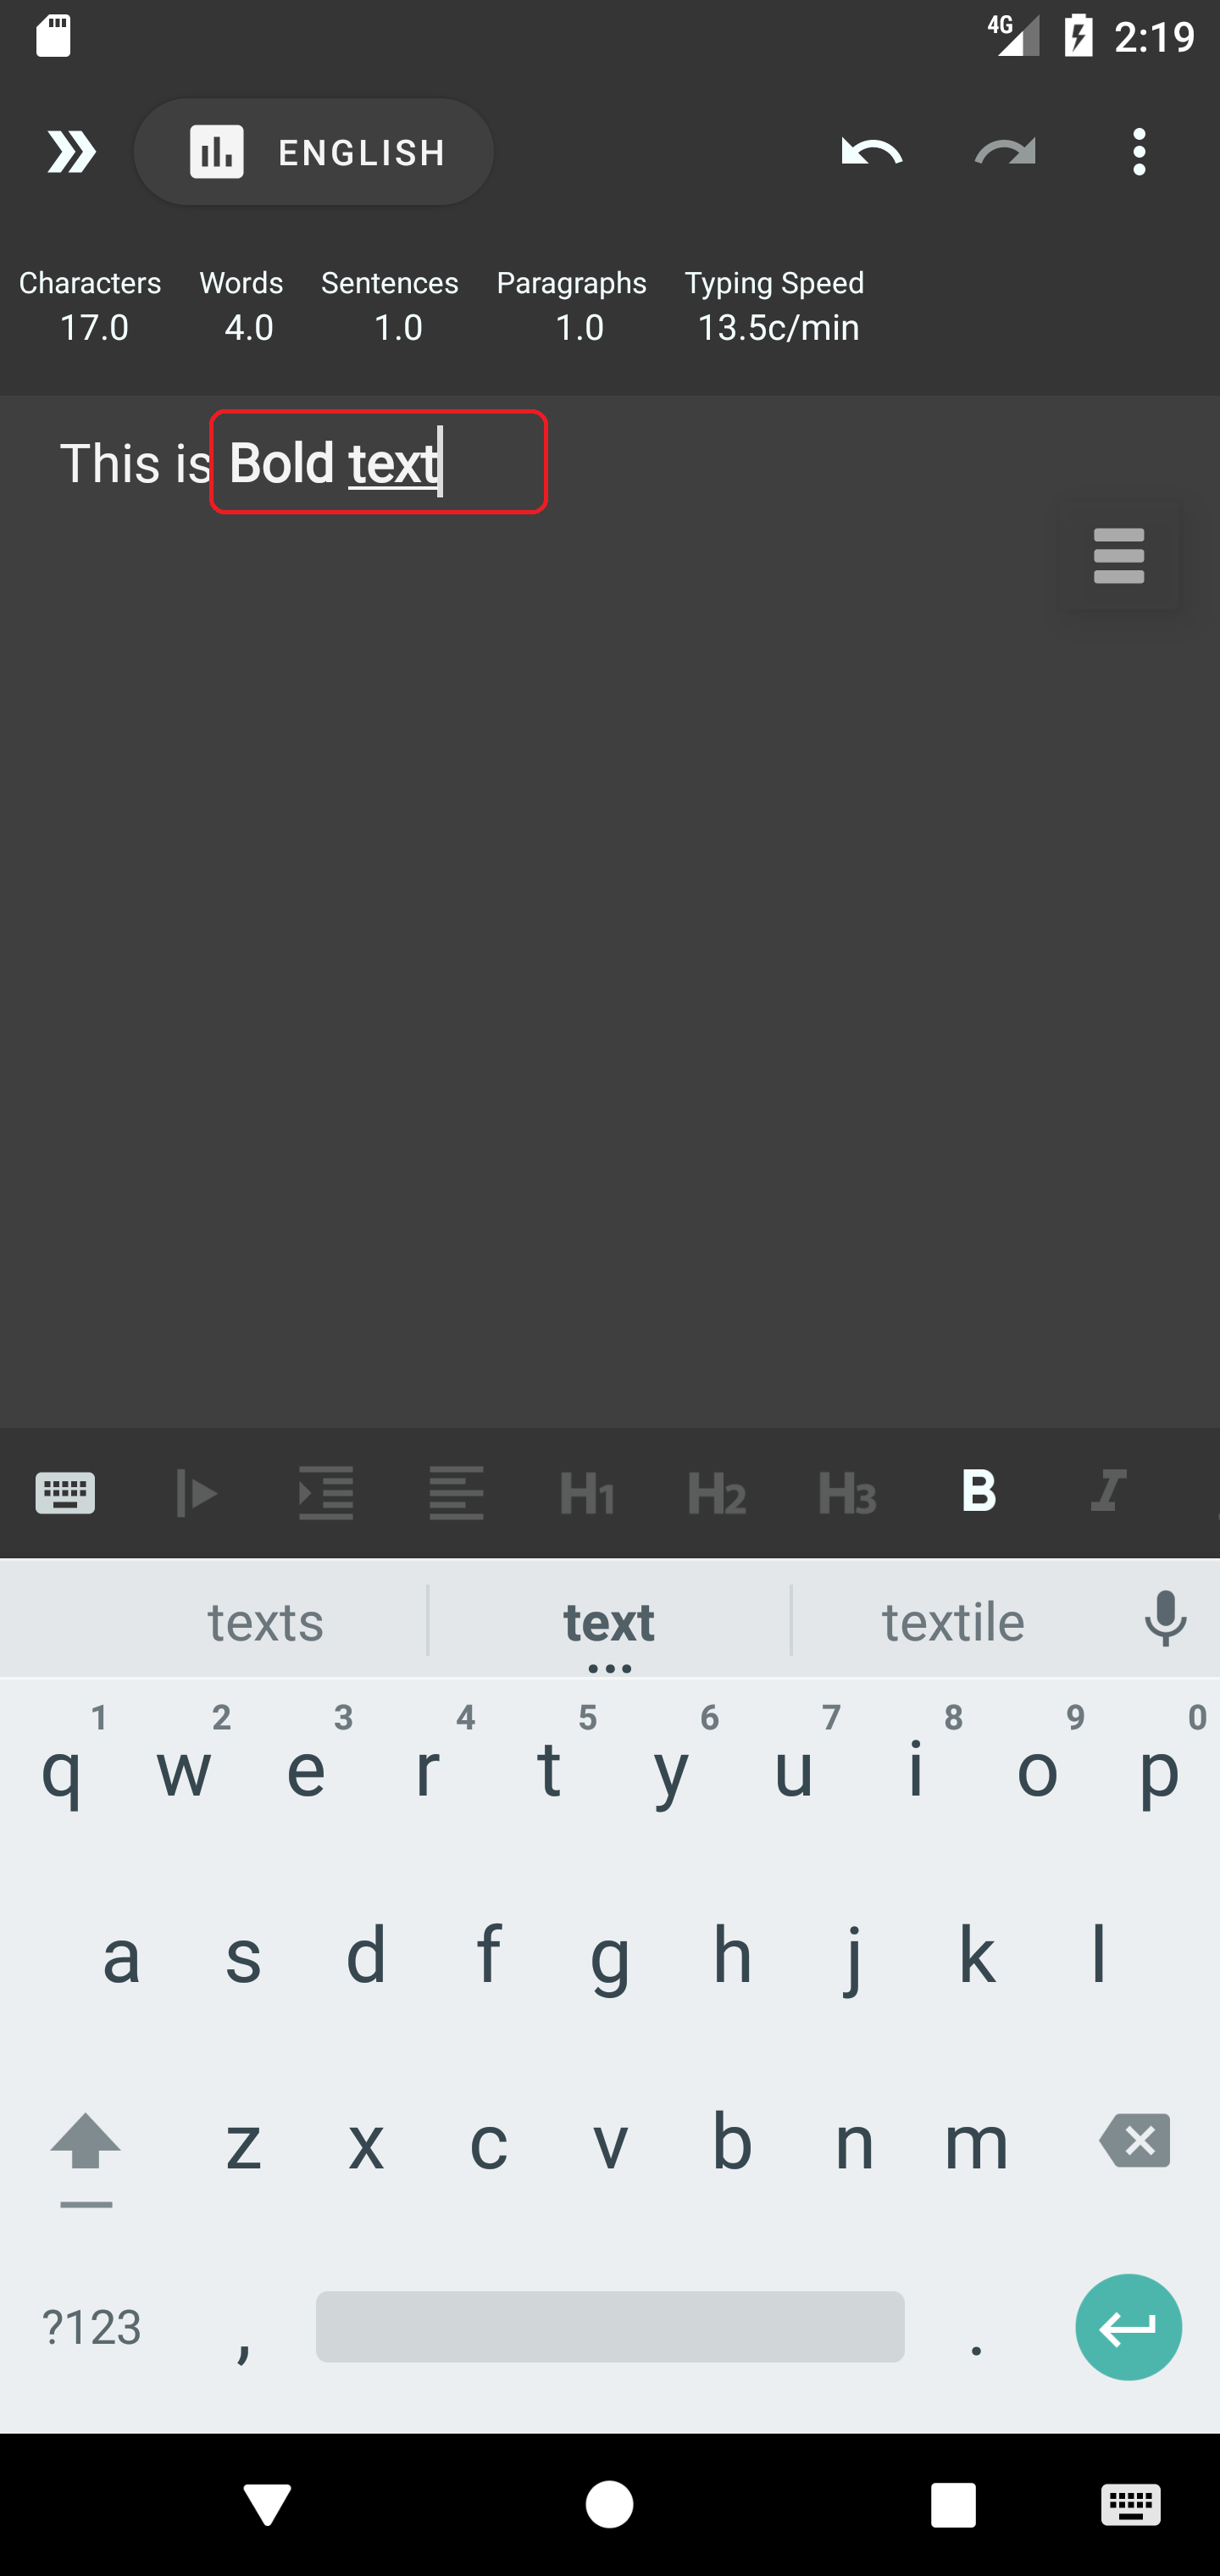 4G 2:19
ENGLISH
Characters Words Sentences Paragraphs Typing Speed
17.0 4.0 1.0 1.0 13.5c/min
This is Bold text
H1 H2 H3 B I
texts text textile
1 2 3 4 5 6 7 8 9 0
q w e r t y u i o p
a s d f g h j k l
z x c v b n m
?123 , .